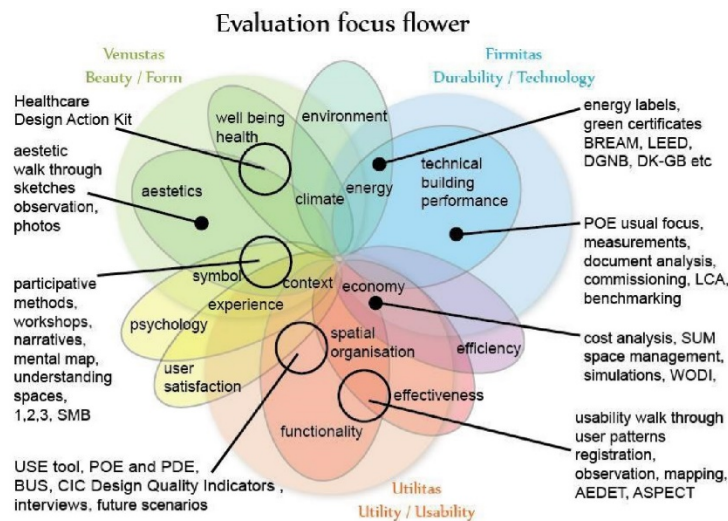 Evaluation focus flower
Venustas
Beauty / Form
Firmitas
Durability / Technology
Healthcare
Design Action Kit
aestetic
walk through
sketches
observation,
photos
participative
methods,
workshops,
narratives,
mental map,
understanding
spaces,
1,2,3, SMB
USE tool, POE and PDE,
BUS, CIC Design Quality Indicators ,
interviews, future scenarios
well being
health
environment
aestetics
climate
energy
technical
building
performance
symbol
context
economy
experience
psychology
user
satisfaction
spatial
organisation
efficiency
effectiveness
functionality
energy labels,
green certificates
BREAM, LEED,
DGNB, DK-GB etc
POE usual focus,
measurements,
document analysis,
commissioning, LCA,
benchmarking
cost analysis, SUM
space management,
simulations, WODI,
usability walk through
user patterns
registration,
observation, mapping,
AEDET, ASPECT
Utilitas
Utility / Usability